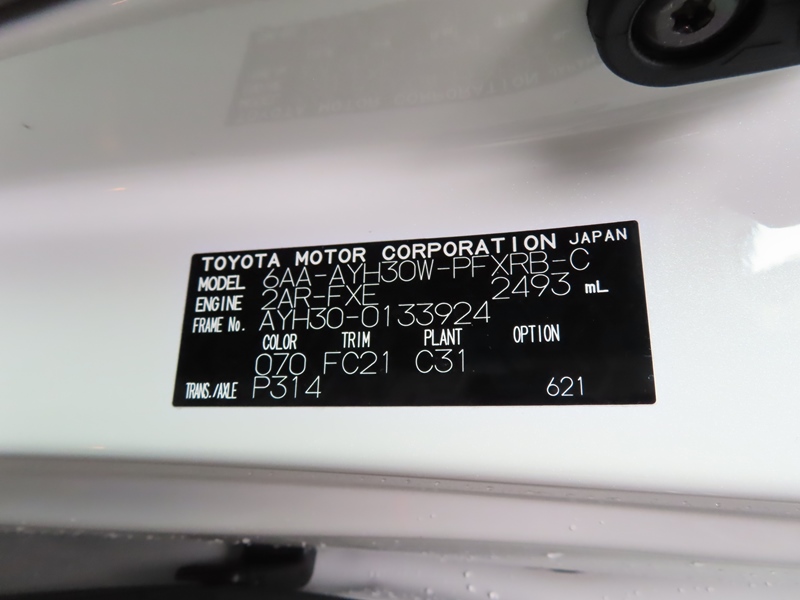 TOYOTA MOTOR CORPORATION JAPAN
MODEL 6AA-AYH30W-PFXRB-C
ENGINE 2AR-FXE 2493 mL
FRAME No. AYH30-0133924
COLOR TRIM PLANT OPTION
070 FC21 C31
TRANS./AXLE P314 621